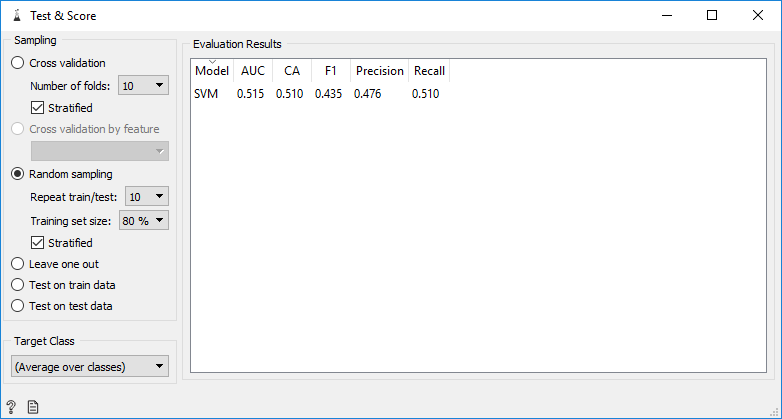 Test & Score
Sampling
Cross validation
Number of folds: 10
Stratified
Cross validation by feature
Random sampling
Repeat train/test: 10
Training set size: 80 %
Stratified
Leave one out
Test on train data
Test on test data
Target Class
(Average over classes)
Evaluation Results
Model AUC CA F1 Precision Recall
SVM 0.515 0.510 0.435 0.476 0.510
?